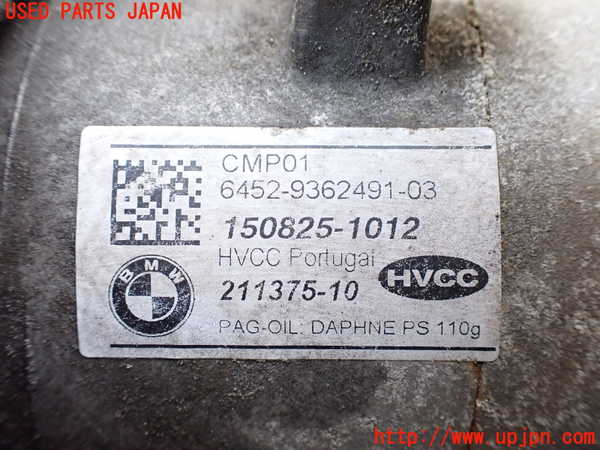 USED PARTS JAPAN
CMP01
6452-9362491-03
150825-1012
HVCC Portugal
HVCC
BMW
211375-10
PAG-OIL: DAPHNE PS 110g
http://www.upjpn.com/